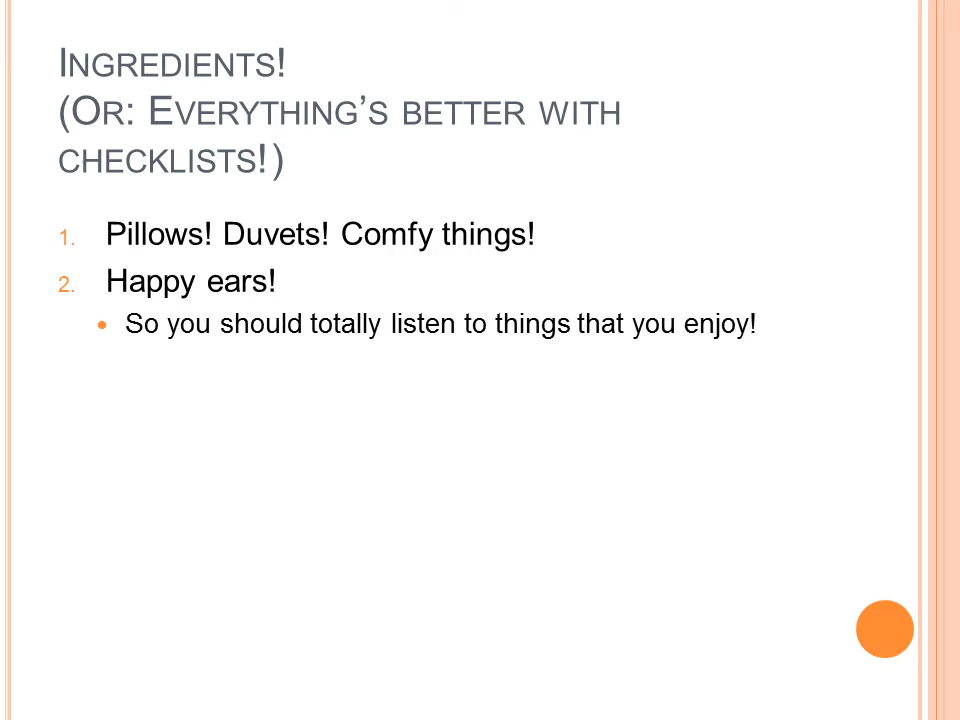 Ingredients!
(Or: Everything’s better with
checklists!)
1. Pillows! Duvets! Comfy things!
2. Happy ears!
• So you should totally listen to things that you enjoy!